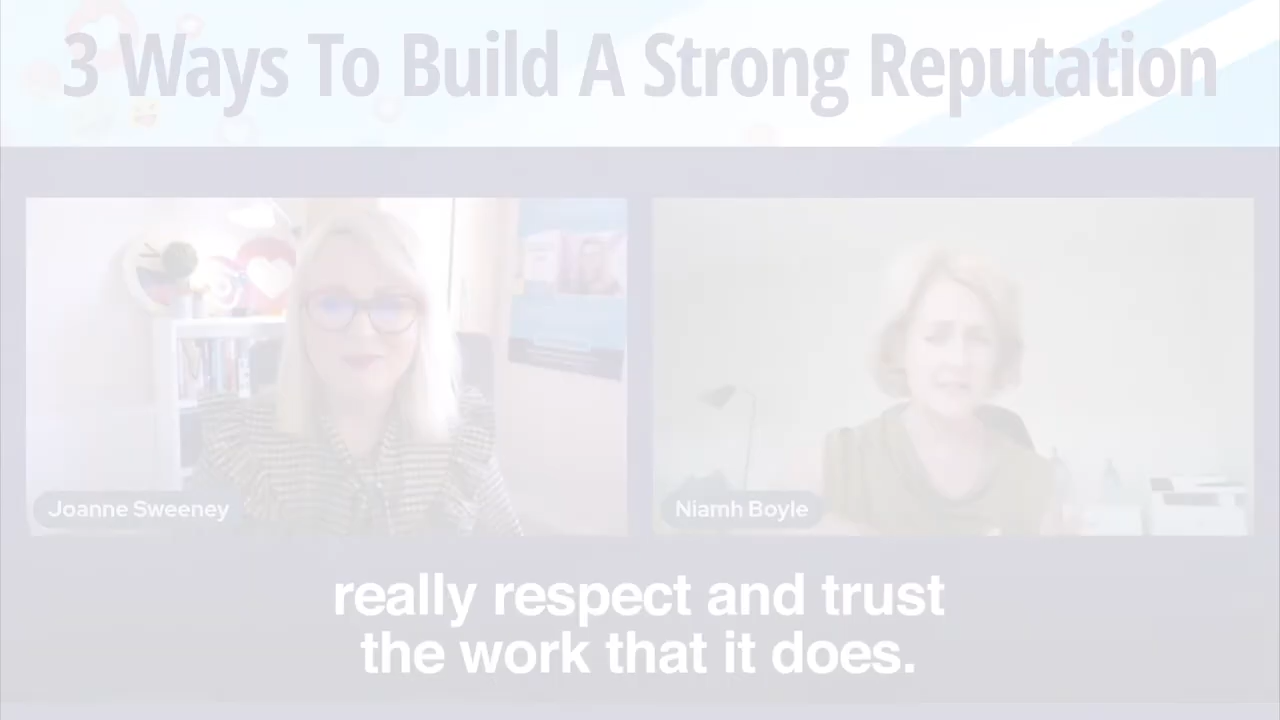 3 Ways To Build A Strong Reputation
Joanne Sweeney
Niamh Boyle
really respect and trust
the work that it does.